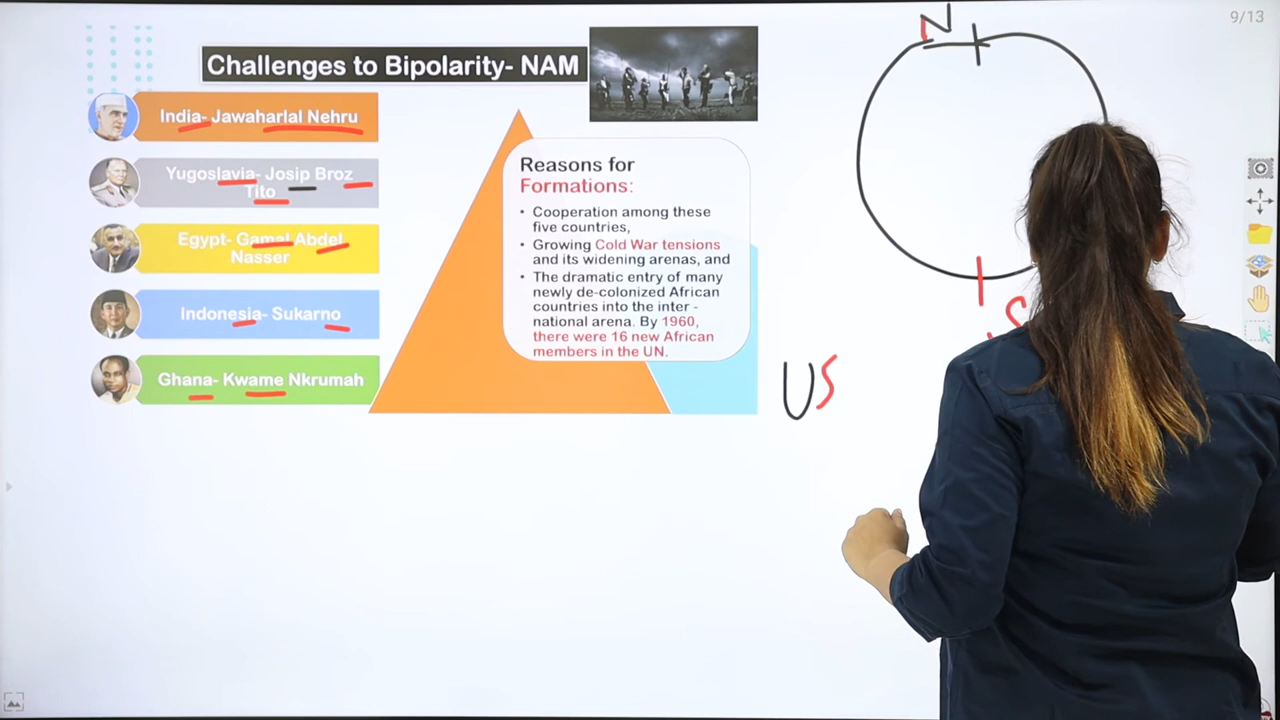 9/13
Challenges to Bipolarity- NAM
India- Jawaharlal Nehru
Yugoslavia- Josip Broz
Tito
Egypt- Gamal Abdel
Nasser
Indonesia- Sukarno
Ghana- Kwame Nkrumah
Reasons for
Formations:
• Cooperation among these
five countries,
• Growing Cold War tensions
and its widening arenas, and
• The dramatic entry of many
newly de-colonized African
countries into the inter -
national arena. By 1960,
there were 16 new African
members in the UN.
N
S
US